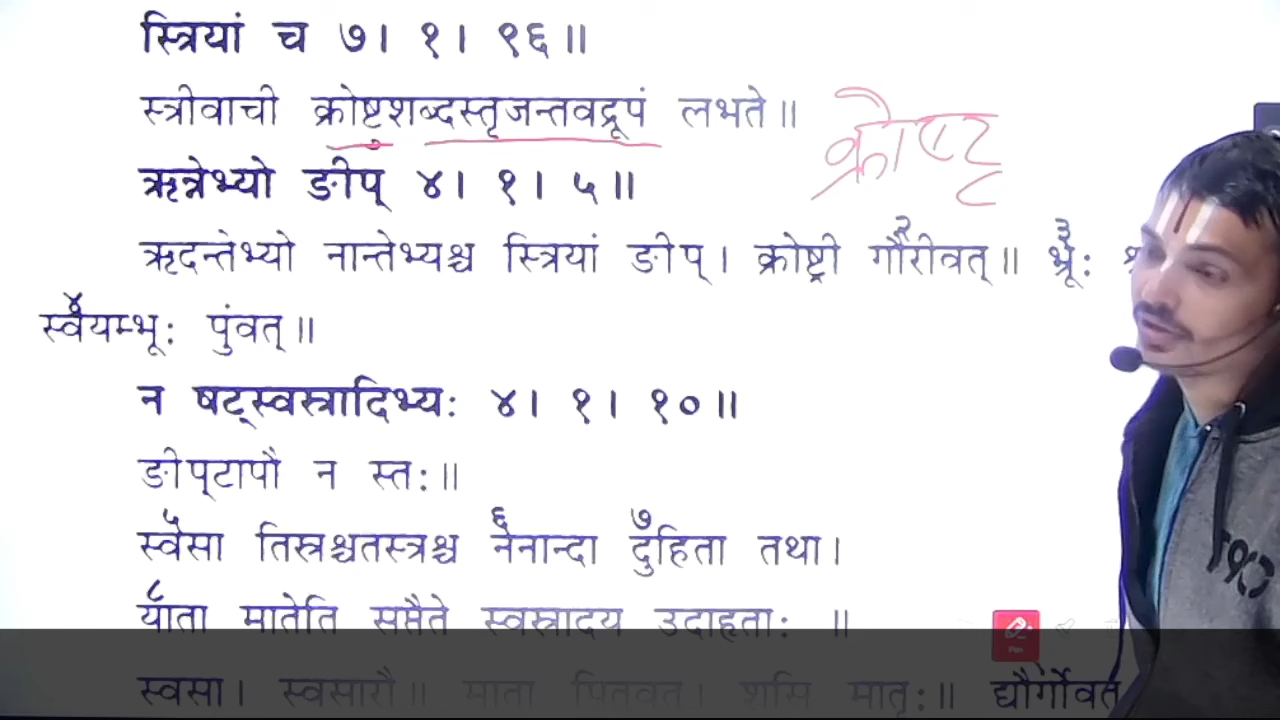 स्त्रियां च ७। १। ९६॥
स्त्रीवाची क्रोष्टुशब्दस्तृजन्तवद्रूपं लभते॥
क्रोष्टृ
ऋन्नेभ्यो ङीप् ४। १। ५॥
ऋदन्तेभ्यो नान्तेभ्यश्च स्त्रियां ङीप्। क्रोष्ट्री गौरीवत्॥ भ्रूः
स्वयम्भूः पुंवत्॥
न षट्स्वस्रादिभ्यः ४। १। १०॥
ङीप्टापौ न स्तः॥
स्वसा तिस्रश्चतस्रश्च ननान्दा दुहिता तथा।
याता मातेति सप्तैते स्वस्रादय उदाहृताः ॥
Pen
स्वसा। स्वसारौ॥ माता पितृवत्। शसि मातॄः॥ द्यौर्गोवत्